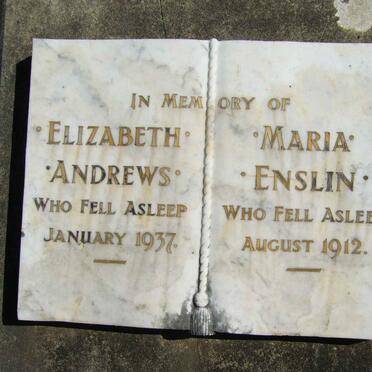 IN MEMORY OF
·ELIZABETH·
·ANDREWS·
WHO FELL ASLEEP
JANUARY 1937.
·MARIA·
·ENSLIN·
WHO FELL ASLEE
AUGUST 1912.